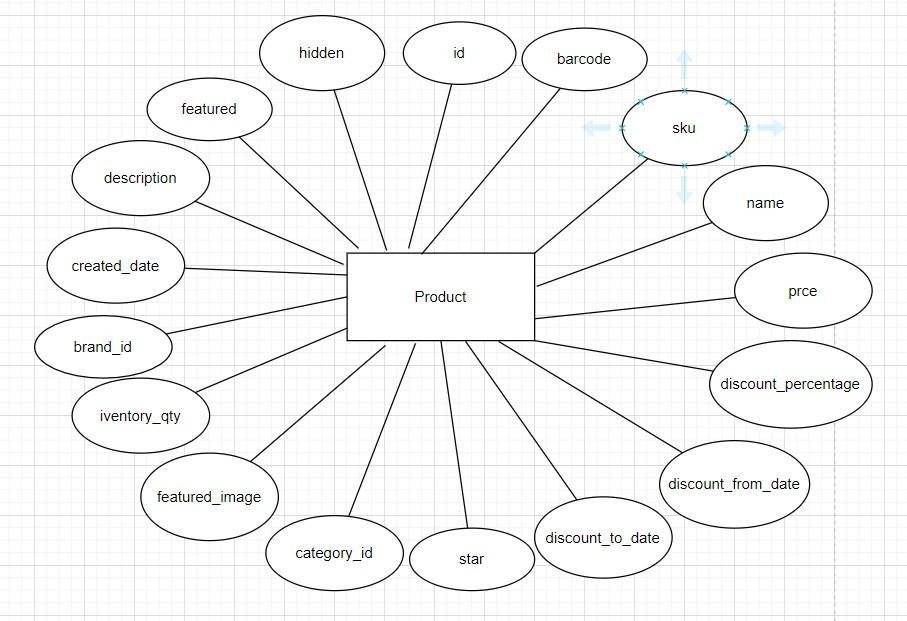 hidden
id
barcode
featured
sku
description
name
created_date
prce
Product
brand_id
discount_percentage
iventory_qty
discount_from_date
featured_image
discount_to_date
category_id
star